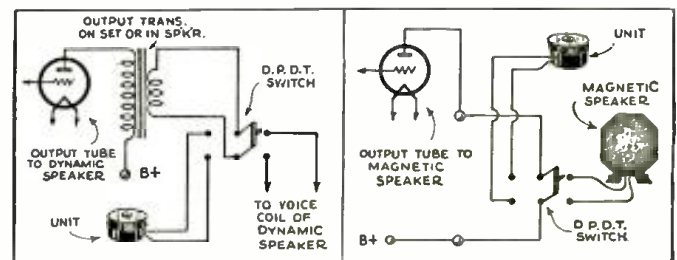 OUTPUT TRANS.
ON SET OR IN SP'K'R.
D.P.D.T.
SWITCH
OUTPUT TUBE
TO DYNAMIC
SPEAKER
B+
UNIT
TO VOICE
COIL OF
DYNAMIC
SPEAKER
UNIT
MAGNETIC
SPEAKER
OUTPUT TUBE TO
MAGNETIC
SPEAKER
B+
D P.D.T.
SWITCH.